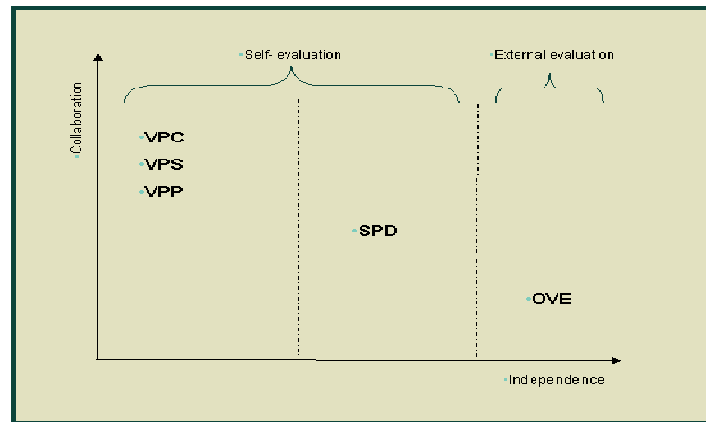 Self- evaluation
External evaluation
Collaboration
VPC
VPS
VPP
SPD
OVE
Independence